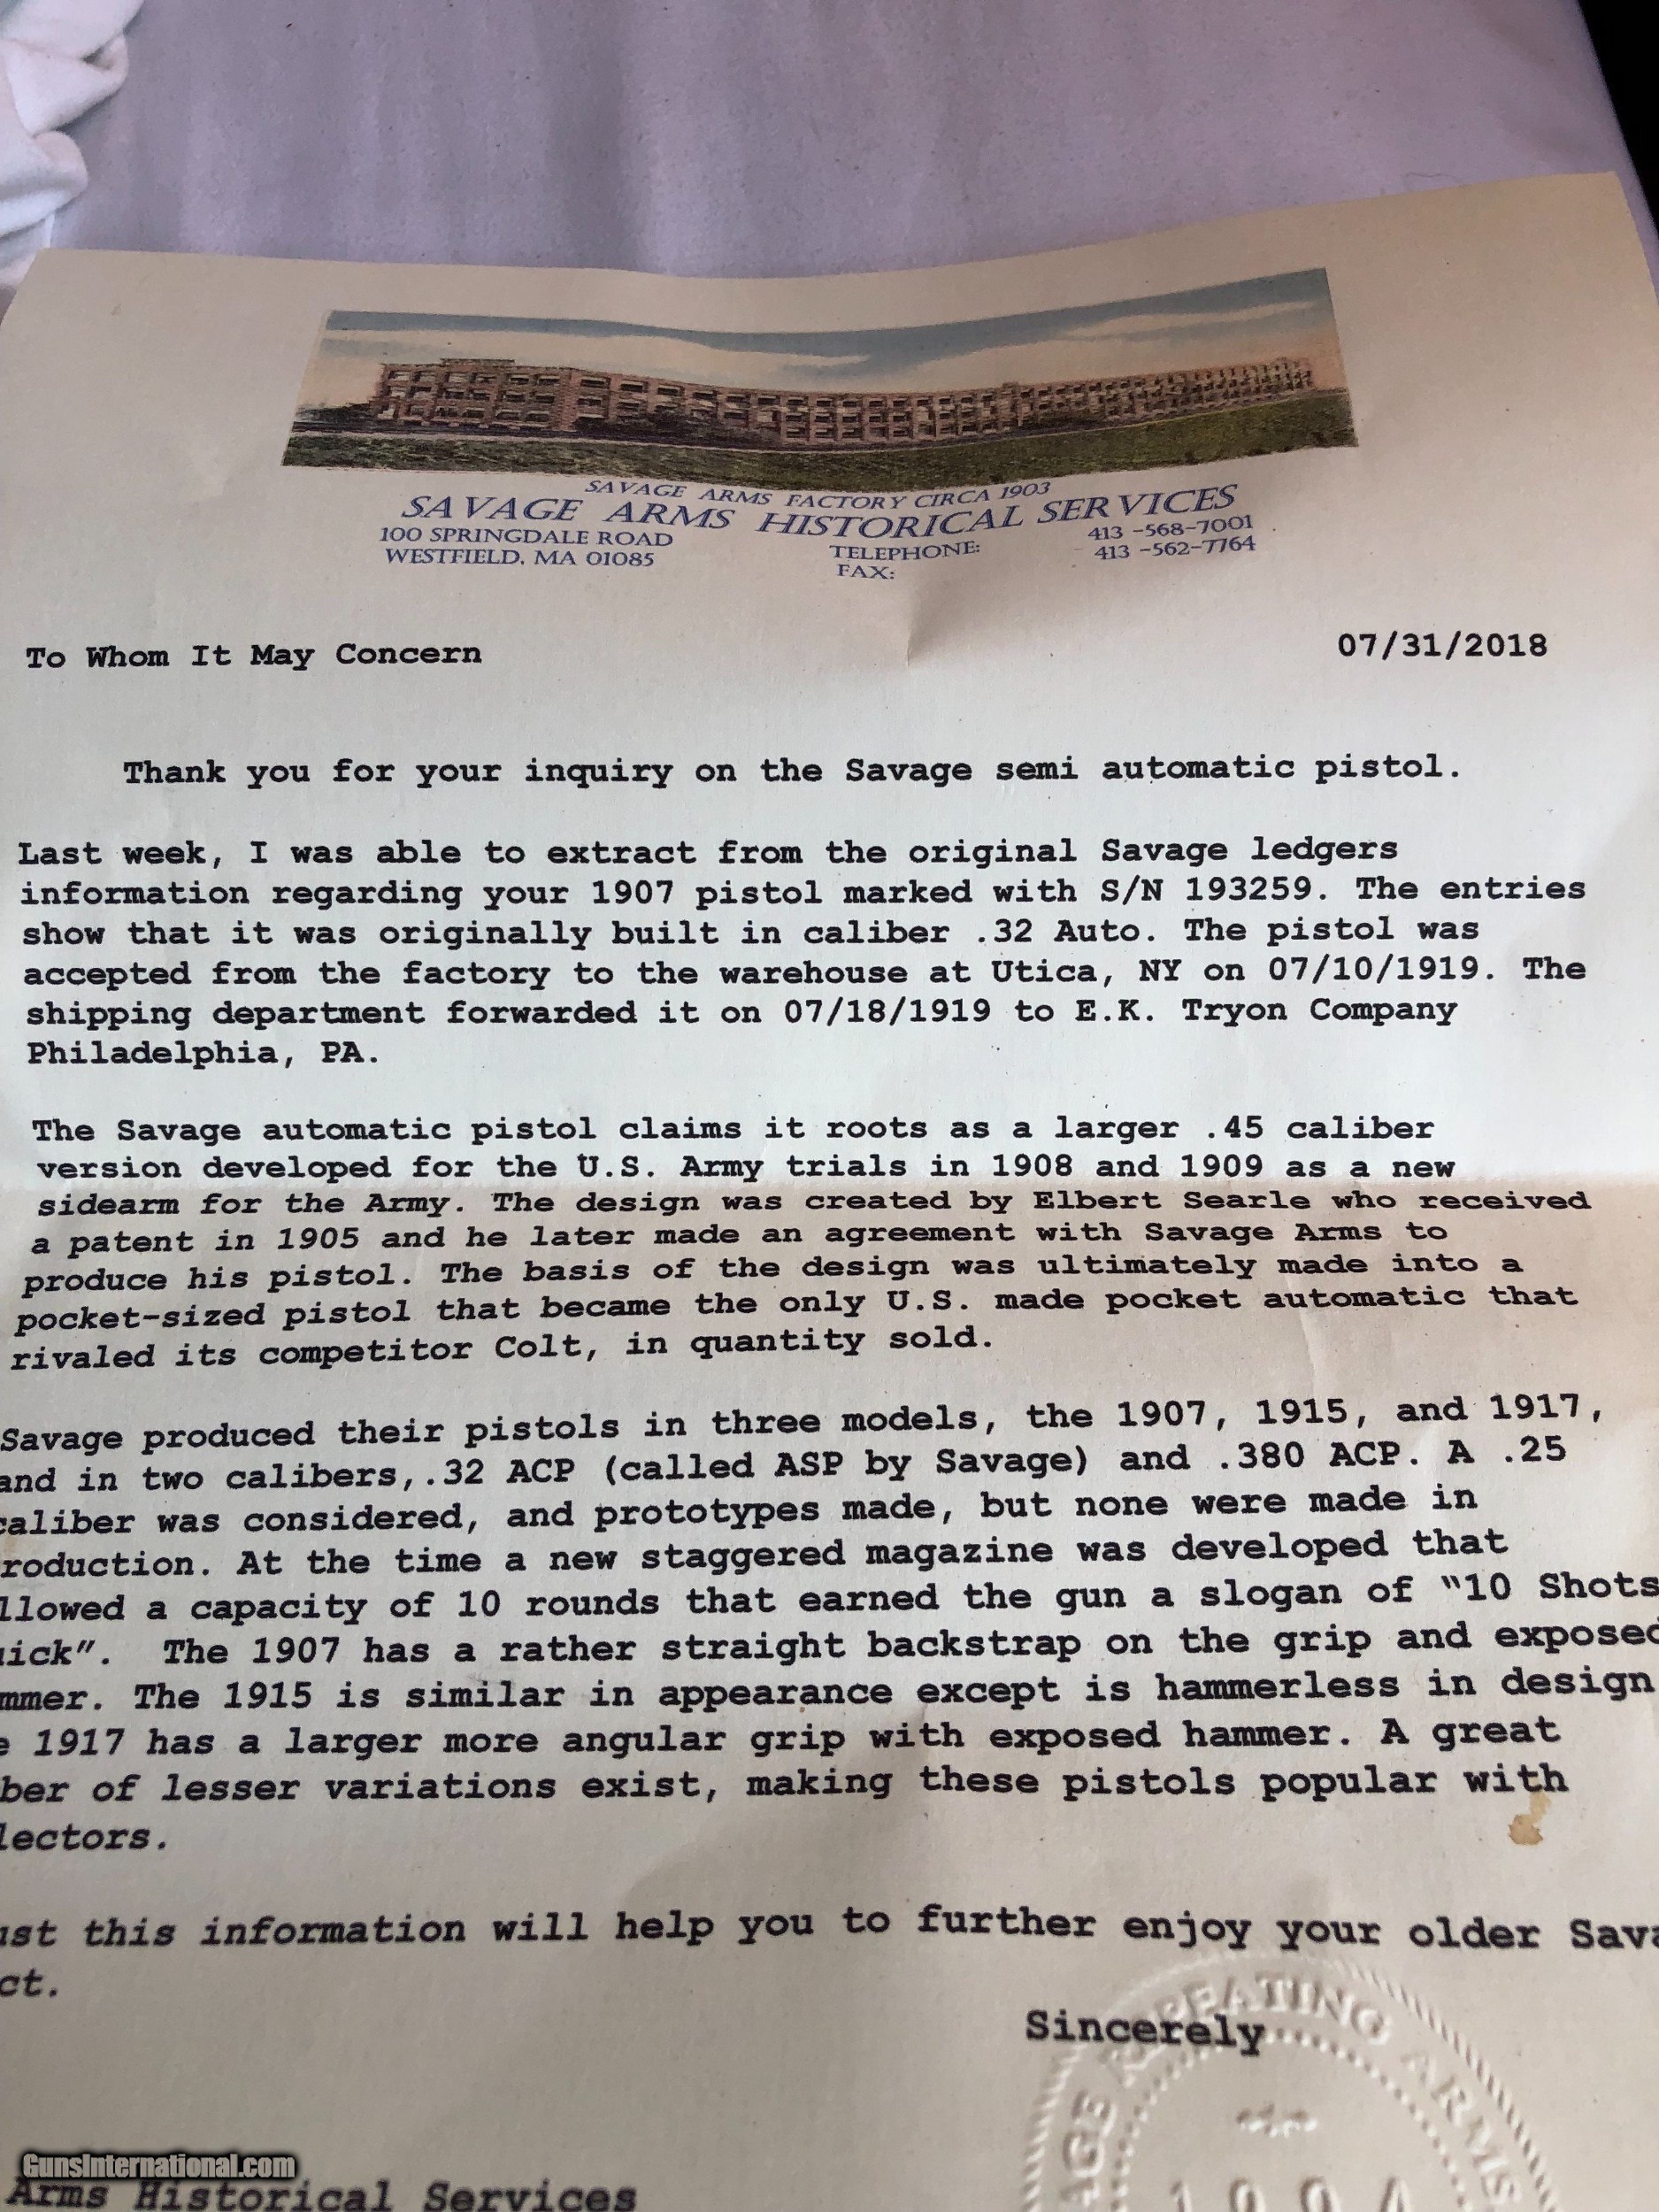 SAVAGE ARMS FACTORY CIRCA 1903
SAVAGE ARMS HISTORICAL SERVICES
100 SPRINGDALE ROAD TELEPHONE: 413 -568-7001
WESTFIELD, MA 01085 FAX: 413 -562-7764
To Whom It May Concern 07/31/2018
Thank you for your inquiry on the Savage semi automatic pistol.
Last week, I was able to extract from the original Savage ledgers
information regarding your 1907 pistol marked with S/N 193259. The entries
show that it was originally built in caliber .32 Auto. The pistol was
accepted from the factory to the warehouse at Utica, NY on 07/10/1919. The
shipping department forwarded it on 07/18/1919 to E.K. Tryon Company
Philadelphia, PA.
The Savage automatic pistol claims it roots as a larger .45 caliber
version developed for the U.S. Army trials in 1908 and 1909 as a new
sidearm for the Army. The design was created by Elbert Searle who received
a patent in 1905 and he later made an agreement with Savage Arms to
produce his pistol. The basis of the design was ultimately made into a
pocket-sized pistol that became the only U.S. made pocket automatic that
rivaled its competitor Colt, in quantity sold.
Savage produced their pistols in three models, the 1907, 1915, and 1917,
and in two calibers, .32 ACP (called ASP by Savage) and .380 ACP. A .25
caliber was considered, and prototypes made, but none were made in
roduction. At the time a new staggered magazine was developed that
llowed a capacity of 10 rounds that earned the gun a slogan of "10 Shots
uick". The 1907 has a rather straight backstrap on the grip and exposed
mmer. The 1915 is similar in appearance except is hammerless in design
e 1917 has a larger more angular grip with exposed hammer. A great
ber of lesser variations exist, making these pistols popular with
lectors.
ust this information will help you to further enjoy your older Sava
ct.
Sincerely
AGE REPEATING ARMS
1894
GunsInternational.com
Arms Historical Services